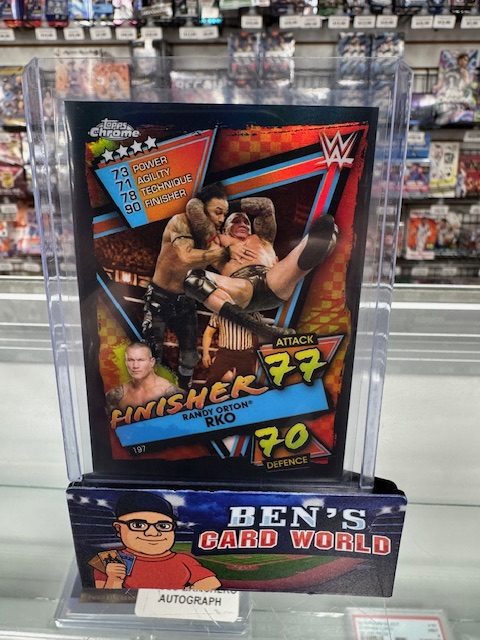 Topps
Chrome
W
73 POWER
71 AGILITY
78 TECHNIQUE
90 FINISHER
ATTACK
77
FINISHER
RANDY ORTON®
RKO
197
70
DEFENCE
BEN'S
CARD WORLD
AUTOGRAPH